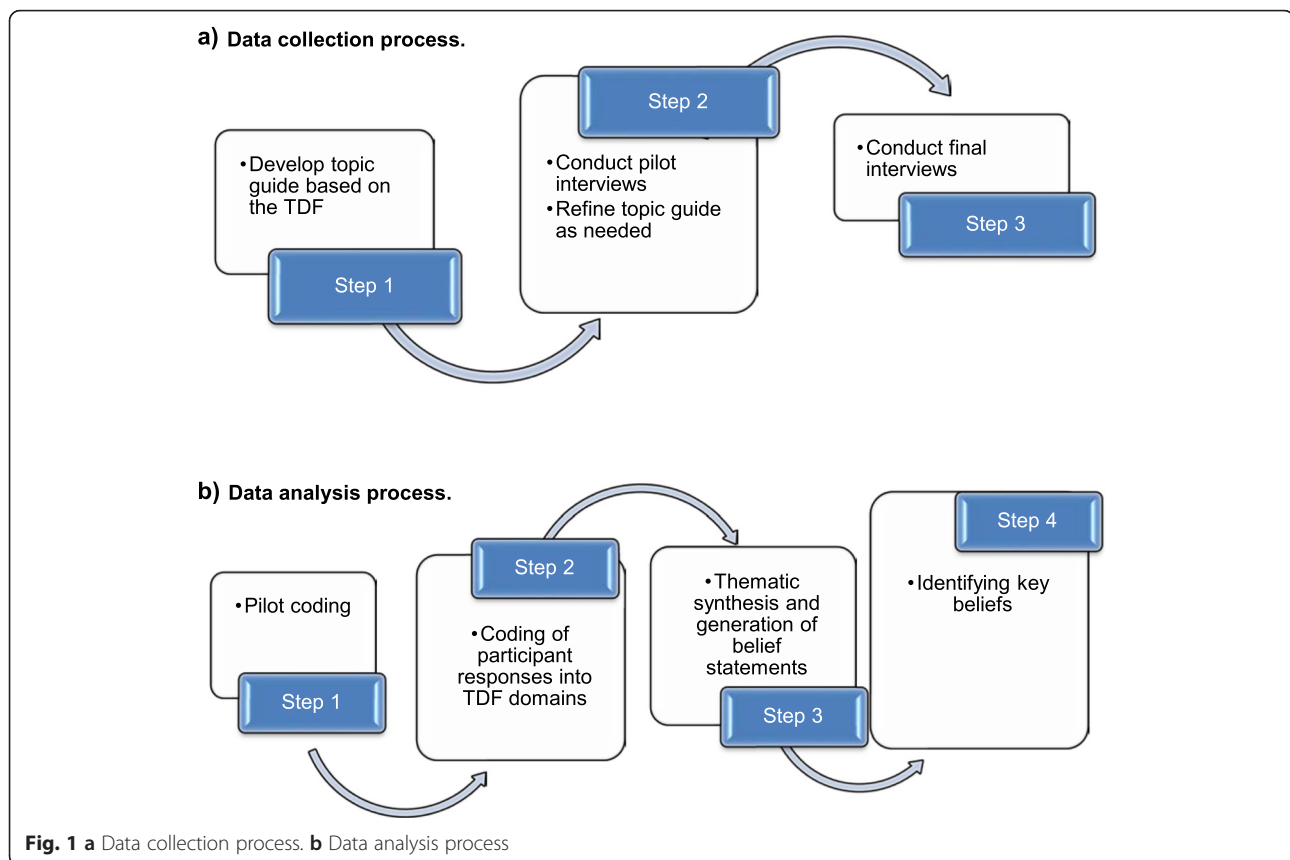 a) Data collection process.
Step 2
Step 1
Step 3
•Develop topic
guide based on
the TDF
•Conduct pilot
interviews
•Refine topic guide
as needed
•Conduct final
interviews
b) Data analysis process.
Step 1
•Pilot coding
Step 2
•Coding of
participant
responses into
TDF domains
•Thematic
synthesis and
generation of
belief
statements
Step 3
Step 4
•Identifying key
beliefs
Fig. 1 a Data collection process. b Data analysis process